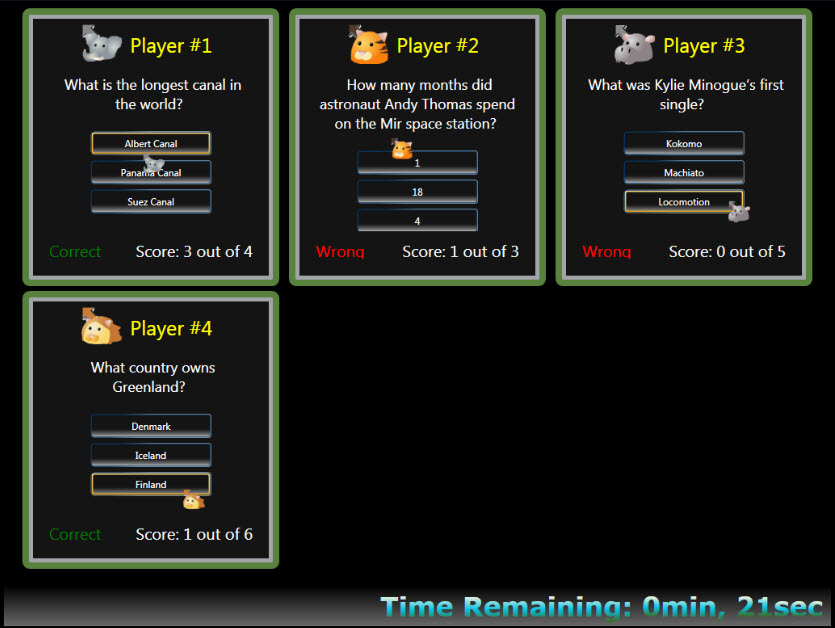 Player #1
What is the longest canal in
the world?
Albert Canal
Panama Canal
Suez Canal
Correct
Score: 3 out of 4
Player #2
How many months did
astronaut Andy Thomas spend
on the Mir space station?
1
18
4
Wrong
Score: 1 out of 3
Player #3
What was Kylie Minogue's first
single?
Kokomo
Machiato
Locomotion
Wrong
Score: 0 out of 5
Player #4
What country owns
Greenland?
Denmark
Iceland
Finland
Correct
Score: 1 out of 6
Time Remaining: 0min, 21sec